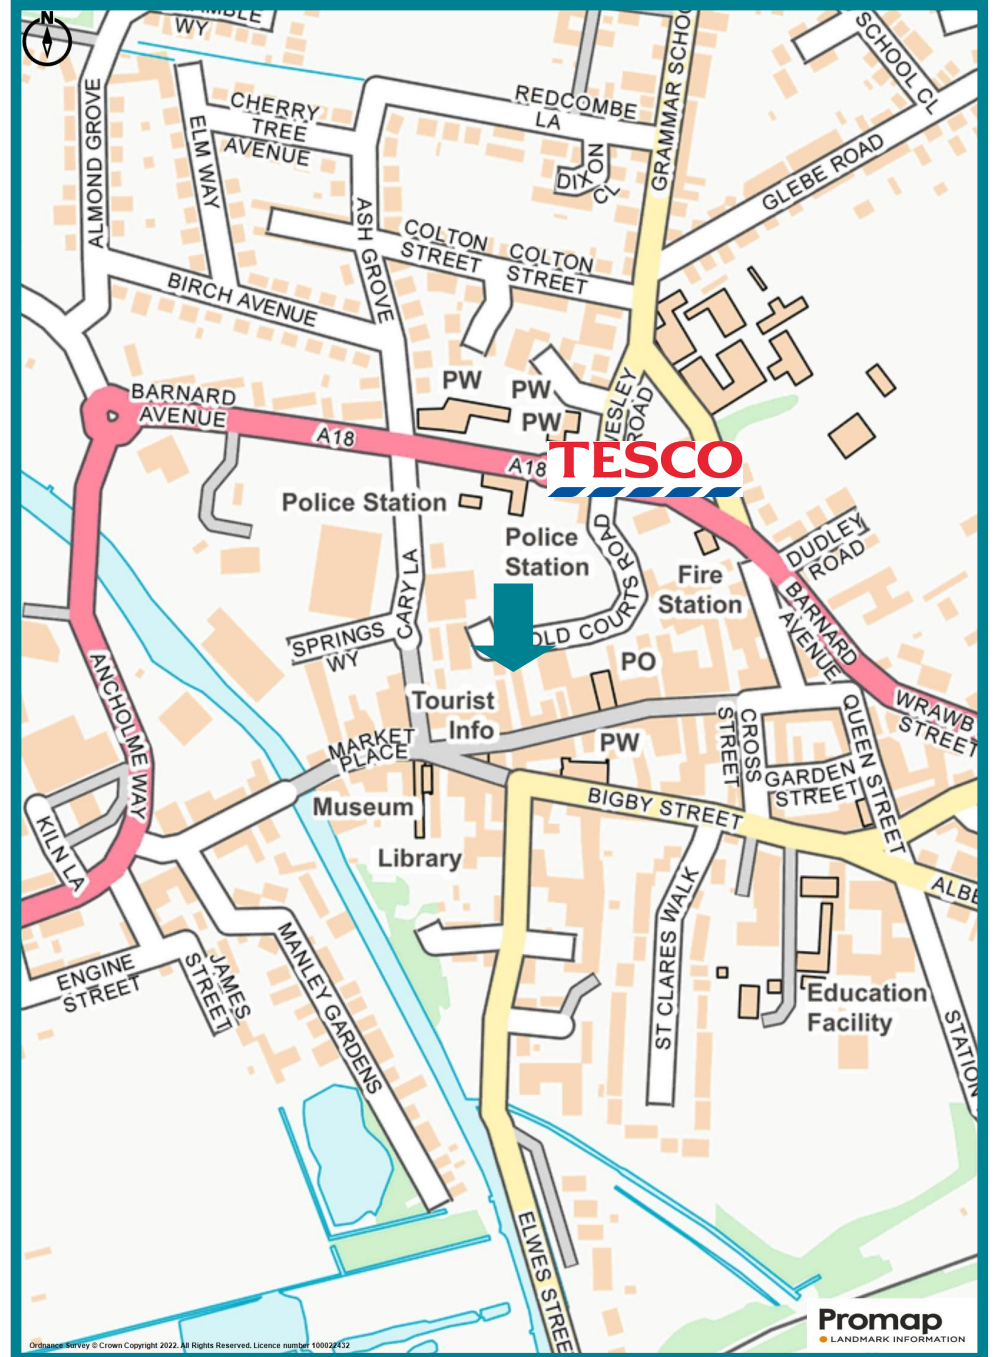 N
WY
SCHOOL CL
GRAMMAR SCHO
ALMOND GROVE
CHERRY
TREE
AVENUE
REDCOMBE
LA
ELM WAY
DIXON
CL
GLEBE ROAD
ASH GROVE
COLTON
STREET
COLTON
STREET
BIRCH AVENUE
PW
PW
PW
BARNARD
AVENUE
A18
A18
ESLEY
ROAD
TESCO
Police Station
Police
Station
Fire
Station
DUDLEY
ROAD
BARNARD
AVENUE
CARY LA
OLD COURTS ROAD
SPRINGS
WY
ANCHOLME WAY
PO
Tourist
Info
WRAWB
STREET
MARKET
PLACE
PW
CROSS
STREET
QUEEN STREET
GARDEN
STREET
BIGBY STREET
Museum
Library
KILN LA
ALBE
ST CLARES WALK
MANLEY GARDENS
ENGINE
STREET
JAMES
STREET
Education
Facility
STATION
ELWES STREE
Promap
LANDMARK INFORMATION
Ordnance Survey © Crown Copyright 2022. All Rights Reserved. Licence number 100022432